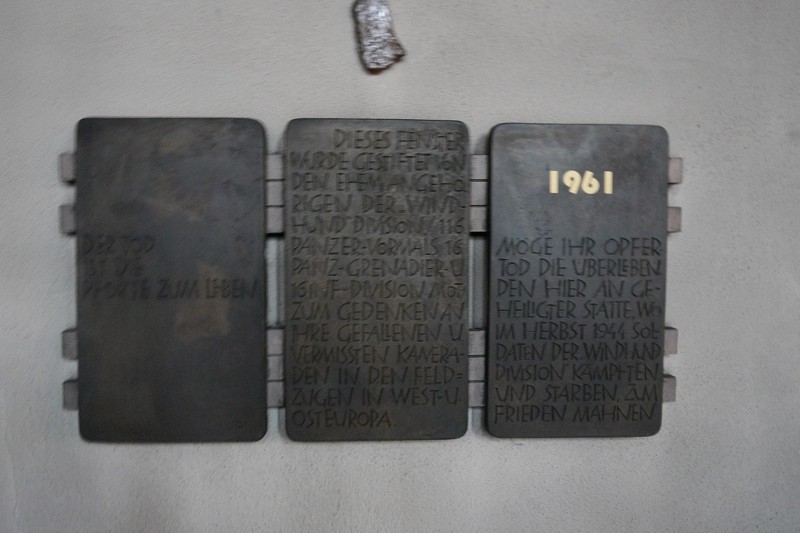 DER TOD
IST DIE
PFORTE ZUM LEBEN
DIESES FENSTER
WURDE GESTIFTET VON
DEN EHEM. ANGEHÖ
RIGEN DER WIND-
HUND DIVISION/116
PANZER-VORMALS 16
PANZ-GRENADIER-U
16 INF-DIVISION/MOT
ZUM GEDENKEN AN
IHRE GEFALLENEN U
VERMISSTEN KAMERA-
DEN IN DEN FELD=
ZÜGEN IN WEST-U.
OSTEUROPA.
1961
MÖGE IHR OPFER
TOD DIE ÜBERLEBEN
DEN HIER AN GE-
HEILIGTER STÄTTE, WO
IM HERBST 1944 SOL
DATEN DER WINDHUND
DIVISION KÄMPFTEN
UND STARBEN, ZUM
FRIEDEN MAHNEN